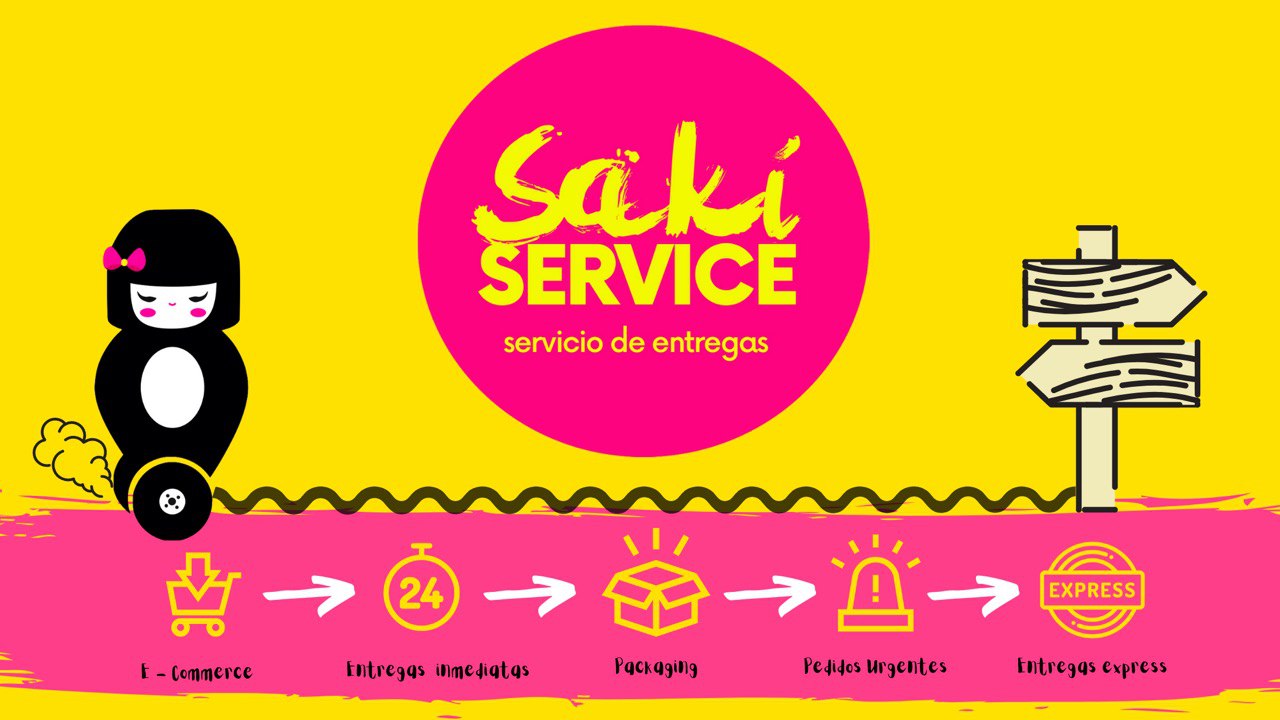 Saki
SERVICE
servicio de entregas
24
!
EXPRESS
E - Commerce
Entregas inmediatas
Packaging
Pedidos Urgentes
Entregas express